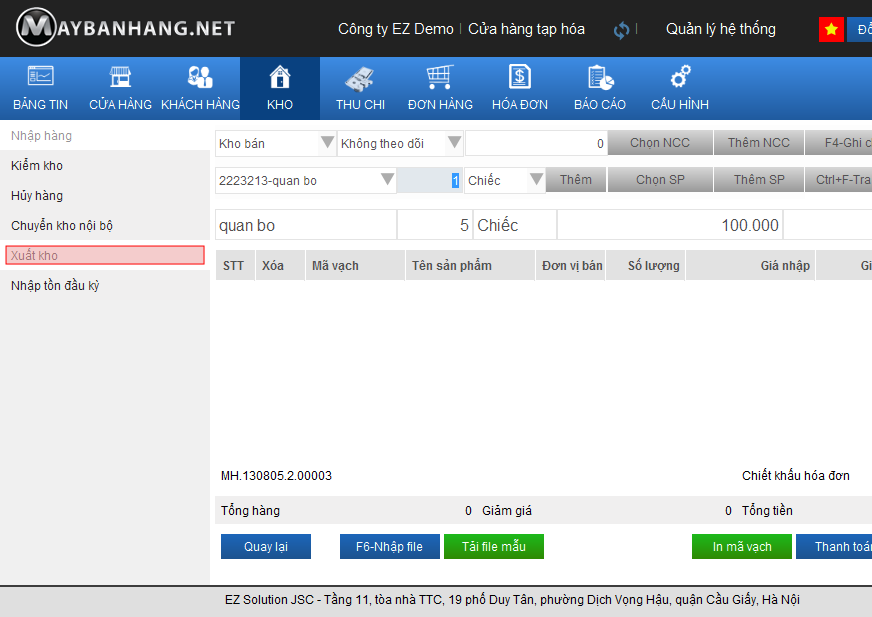 MAYBANHANG.NET
Công ty EZ Demo | Cửa hàng tạp hóa | Quản lý hệ thống
BẢNG TIN CỬA HÀNG KHÁCH HÀNG KHO THU CHI ĐƠN HÀNG HÓA ĐƠN BÁO CÁO CẤU HÌNH
Nhập hàng
Kiểm kho
Hủy hàng
Chuyển kho nội bộ
Xuất kho
Nhập tồn đầu kỳ
Kho bán Không theo dõi 0 Chọn NCC Thêm NCC F4-Ghi c
2223213-quan bo 1 Chiếc Thêm Chọn SP Thêm SP Ctrl+F-Tra
quan bo 5 Chiếc 100.000
STT Xóa Mã vạch Tên sản phẩm Đơn vị bán Số lượng Giá nhập
MH.130805.2.00003 Chiết khấu hóa đơn
Tổng hàng 0 Giảm giá 0 Tổng tiền
Quay lại F6-Nhập file Tải file mẫu In mã vạch Thanh toá
EZ Solution JSC - Tầng 11, tòa nhà TTC, 19 phố Duy Tân, phường Dịch Vọng Hậu, quận Cầu Giấy, Hà Nội